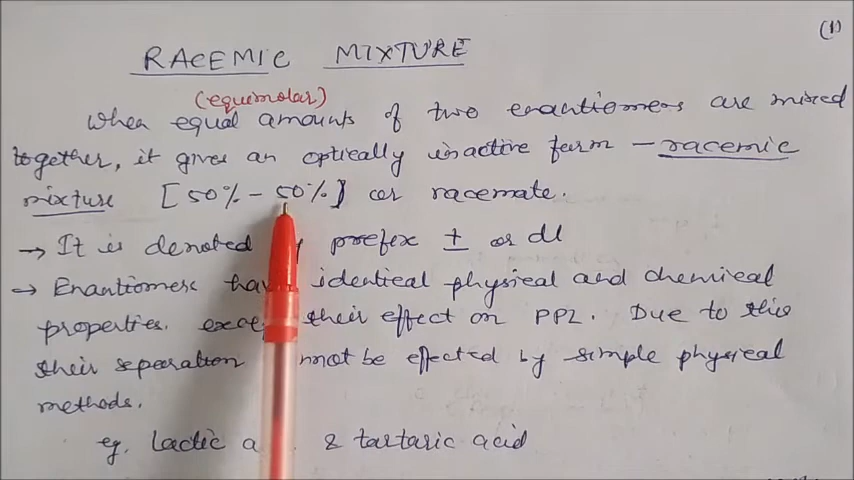 (1)
RACEMIC MIXTURE
(equimolar)
When equal amounts of two enantiomers are mixed
together, it gives an optically inactive form – racemic
mixture [50% – 50%] or racemate.
→ It is denoted prefix ± or dl
→ Enantiomers hav identical physical and chemical
properties. excep their effect on PPL. Due to this
their separation not be effected by simple physical
methods.
eg. Lactic a & tartaric acid